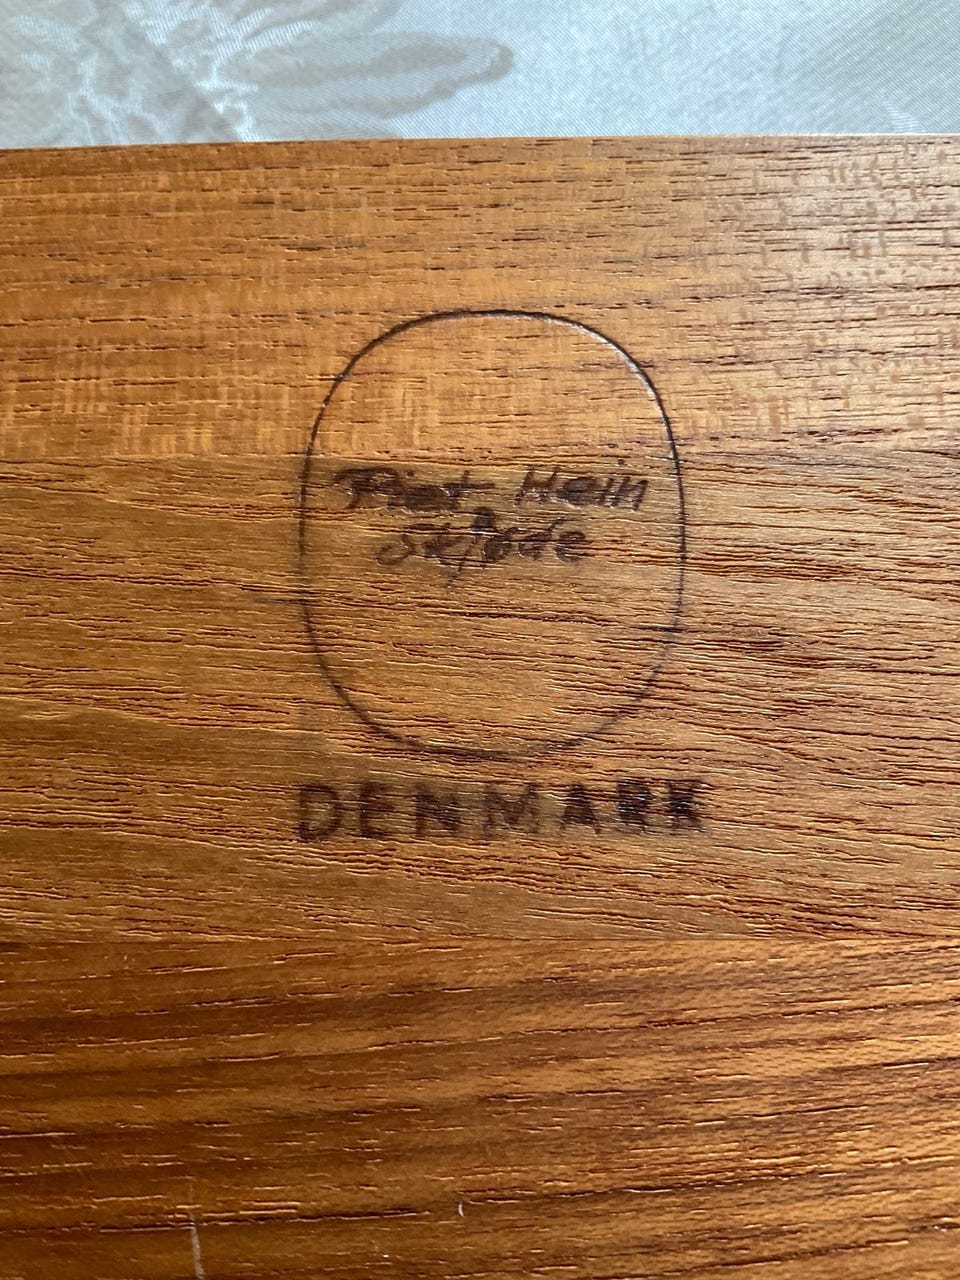 Piet Hein
Skjøde
DENMARK